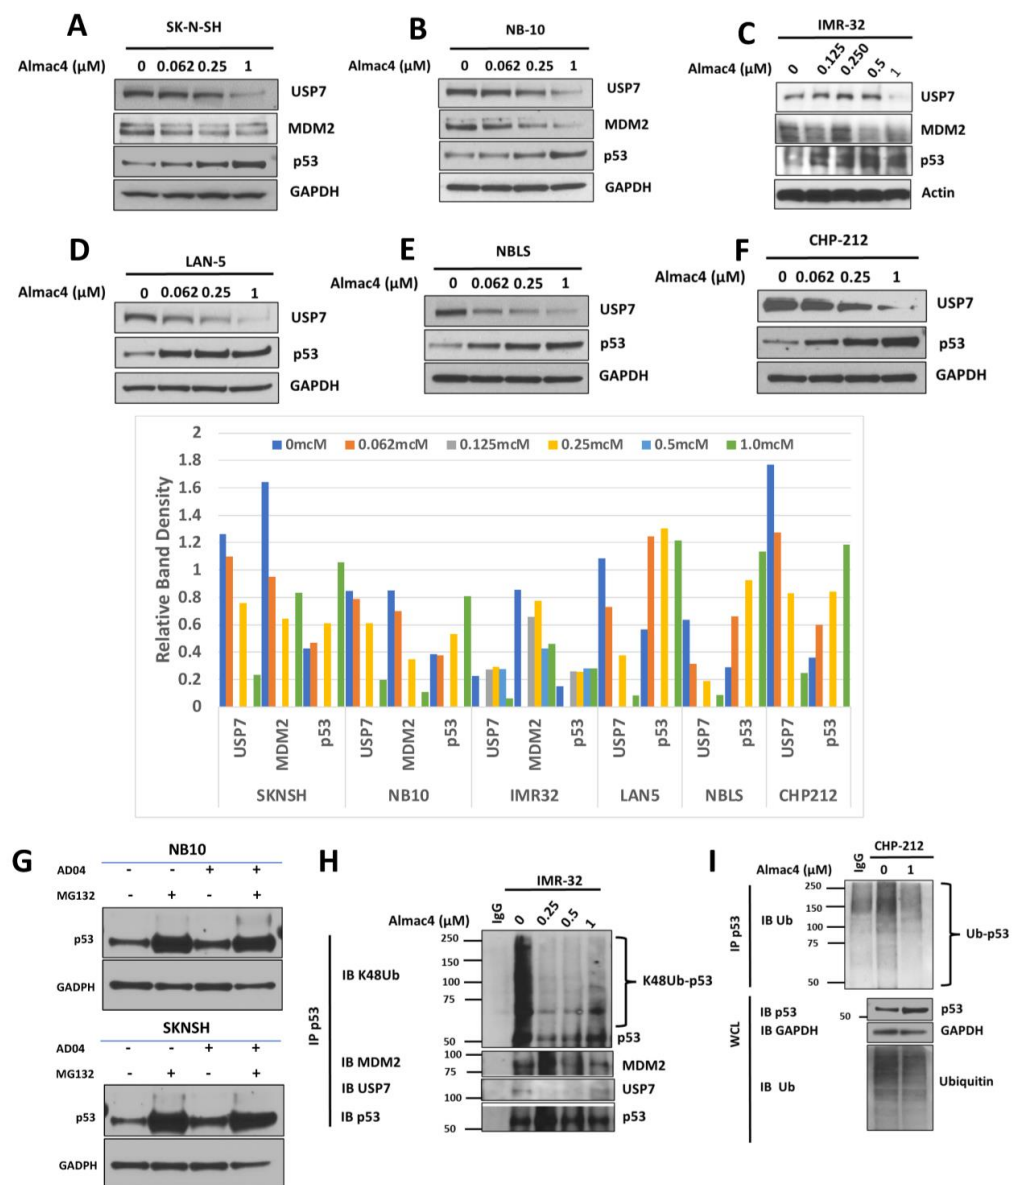 A
SK-N-SH
Almac4 (μM) 0 0.062 0.25 1
USP7
MDM2
p53
GAPDH
B
NB-10
Almac4 (μM) 0 0.062 0.25 1
USP7
MDM2
p53
GAPDH
C
IMR-32
Almac4 (μM) 0 0.125 0.250 0.5 1
USP7
MDM2
p53
Actin
D
LAN-5
Almac4 (μM) 0 0.062 0.25 1
USP7
p53
GAPDH
E
NBLS
Almac4 (μM) 0 0.062 0.25 1
USP7
p53
GAPDH
F
CHP-212
Almac4 (μM) 0 0.062 0.25 1
USP7
p53
GAPDH
Relative Band Density
2
1.8
1.6
1.4
1.2
1
0.8
0.6
0.4
0.2
0
0mcM 0.062mcM 0.125mcM 0.25mcM 0.5mcM 1.0mcM
USP7 MDM2 p53 USP7 MDM2 p53 USP7 MDM2 p53 USP7 p53 USP7 p53 USP7 p53
SKNSH NB10 IMR32 LAN5 NBLS CHP212
G
NB10
AD04 - - + +
MG132 - + - +
p53
GADPH
SKNSH
AD04 - - + +
MG132 - + - +
p53
GADPH
H
IMR-32
Almac4 (μM) IgG 0 0.25 0.5 1
IP p53
IB K48Ub
250
150
100
75
50
K48Ub-p53
p53
IB MDM2
100
75
MDM2
IB USP7
100
USP7
IB p53
50
p53
I
CHP-212
Almac4 (μM) IgG 0 1
IP p53
IB Ub
250
150
100
75
50
Ub-p53
WCL
IB p53
50
p53
IB GAPDH
GAPDH
IB Ub
Ubiquitin